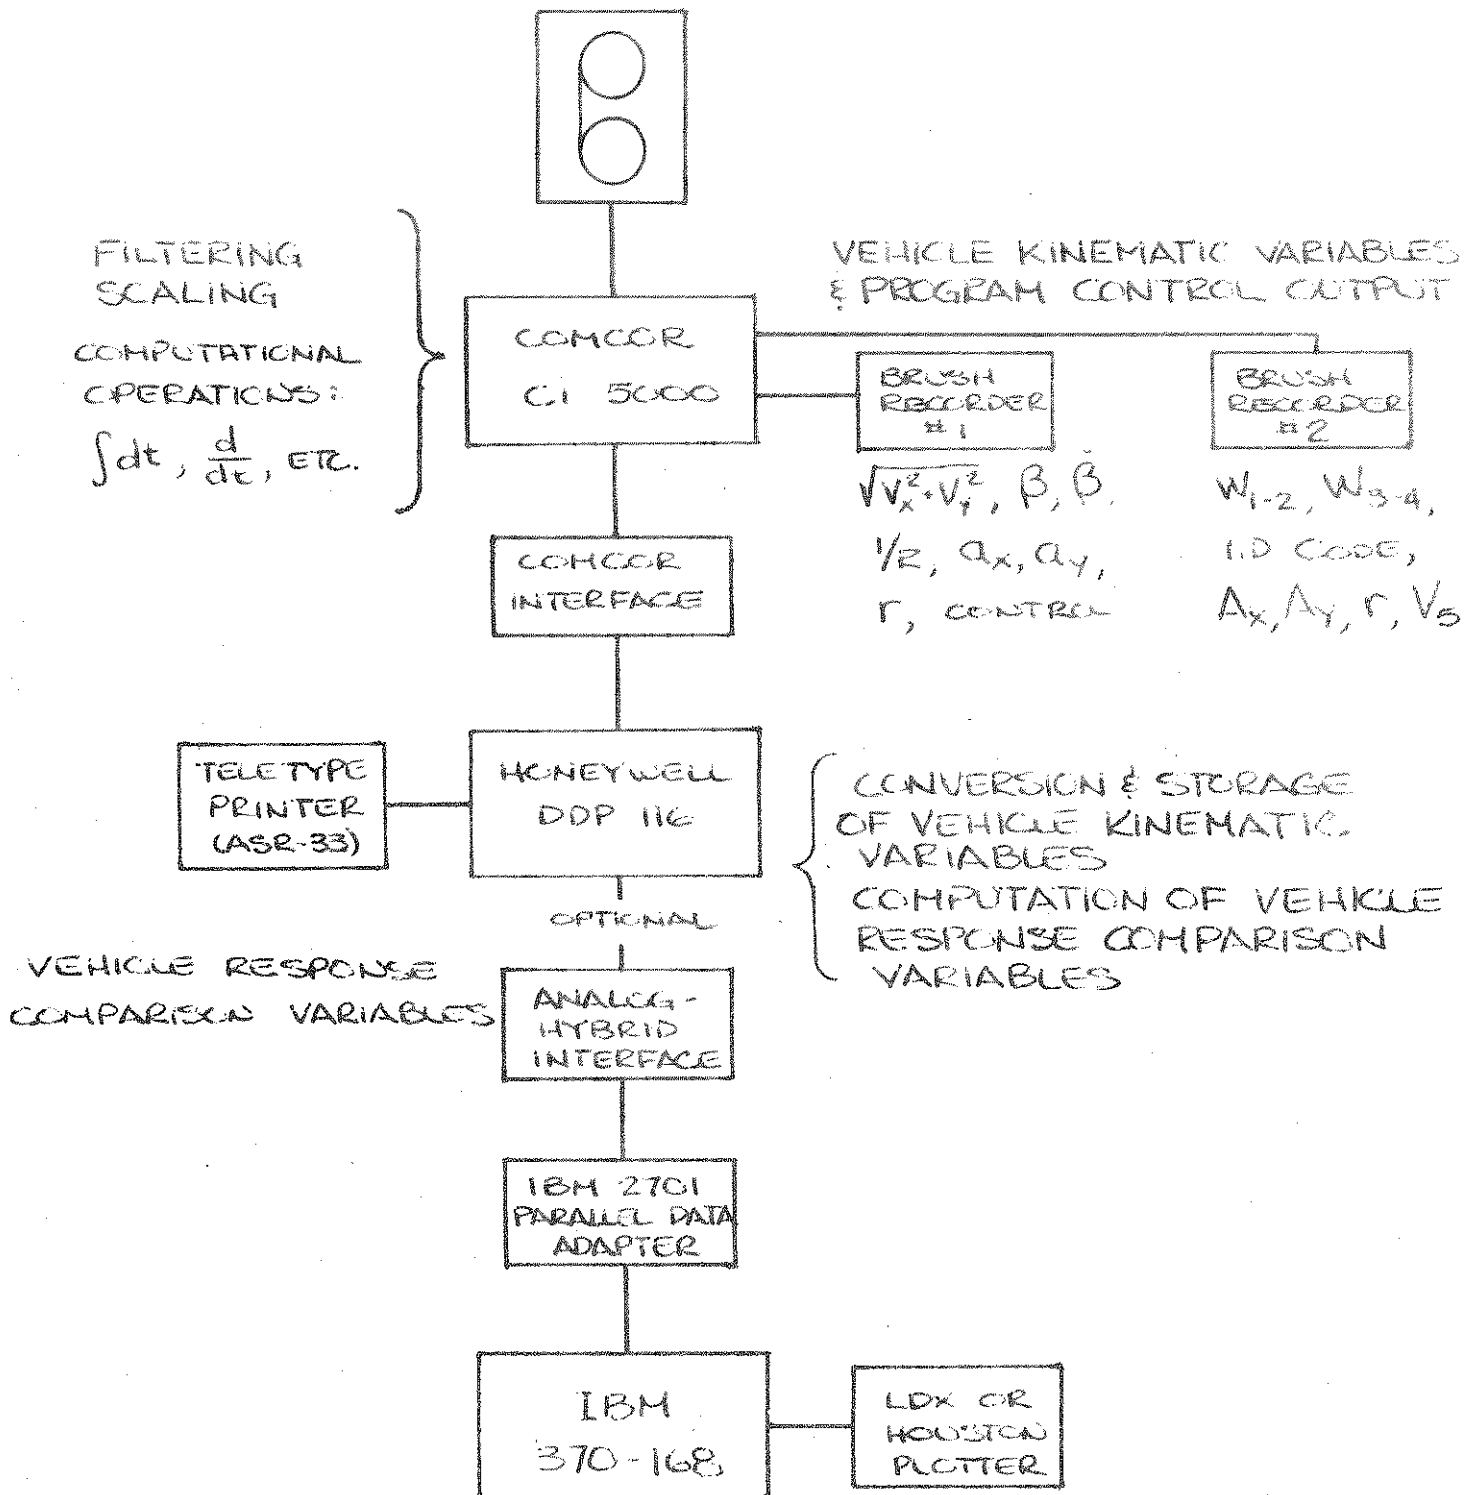 FILTERING
SCALING
COMPUTATIONAL
OPERATIONS:
∫dt, d/dt, ETC.
COMCOR
Ci 5000
VEHICLE KINEMATIC VARIABLES
& PROGRAM CONTROL OUTPUT
BRUSH
RECORDER
#1
√Vx²+Vy², β, β̇,
1/R, ax, ay,
r, CONTROL
BRUSH
RECORDER
#2
W1-2, W3-4,
I.D CODE,
Ax, Ay, r, V5
COMCOR
INTERFACE
TELETYPE
PRINTER
(ASR-33)
HONEYWELL
DDP 116
CONVERSION & STORAGE
OF VEHICLE KINEMATIC
VARIABLES
COMPUTATION OF VEHICLE
RESPONSE COMPARISON
VARIABLES
OPTIONAL
VEHICLE RESPONSE
COMPARISON VARIABLES
ANALOG-
HYBRID
INTERFACE
IBM 2701
PARALLEL DATA
ADAPTER
IBM
370-168
LDX OR
HOUSTON
PLOTTER